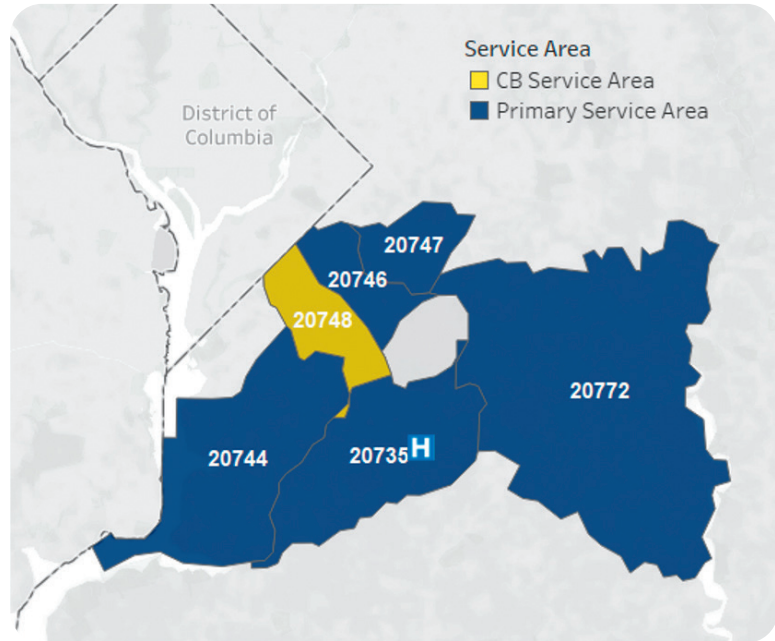 Service Area
CB Service Area
Primary Service Area
District of
Columbia
20747
20746
20748
20772
20744
20735
H